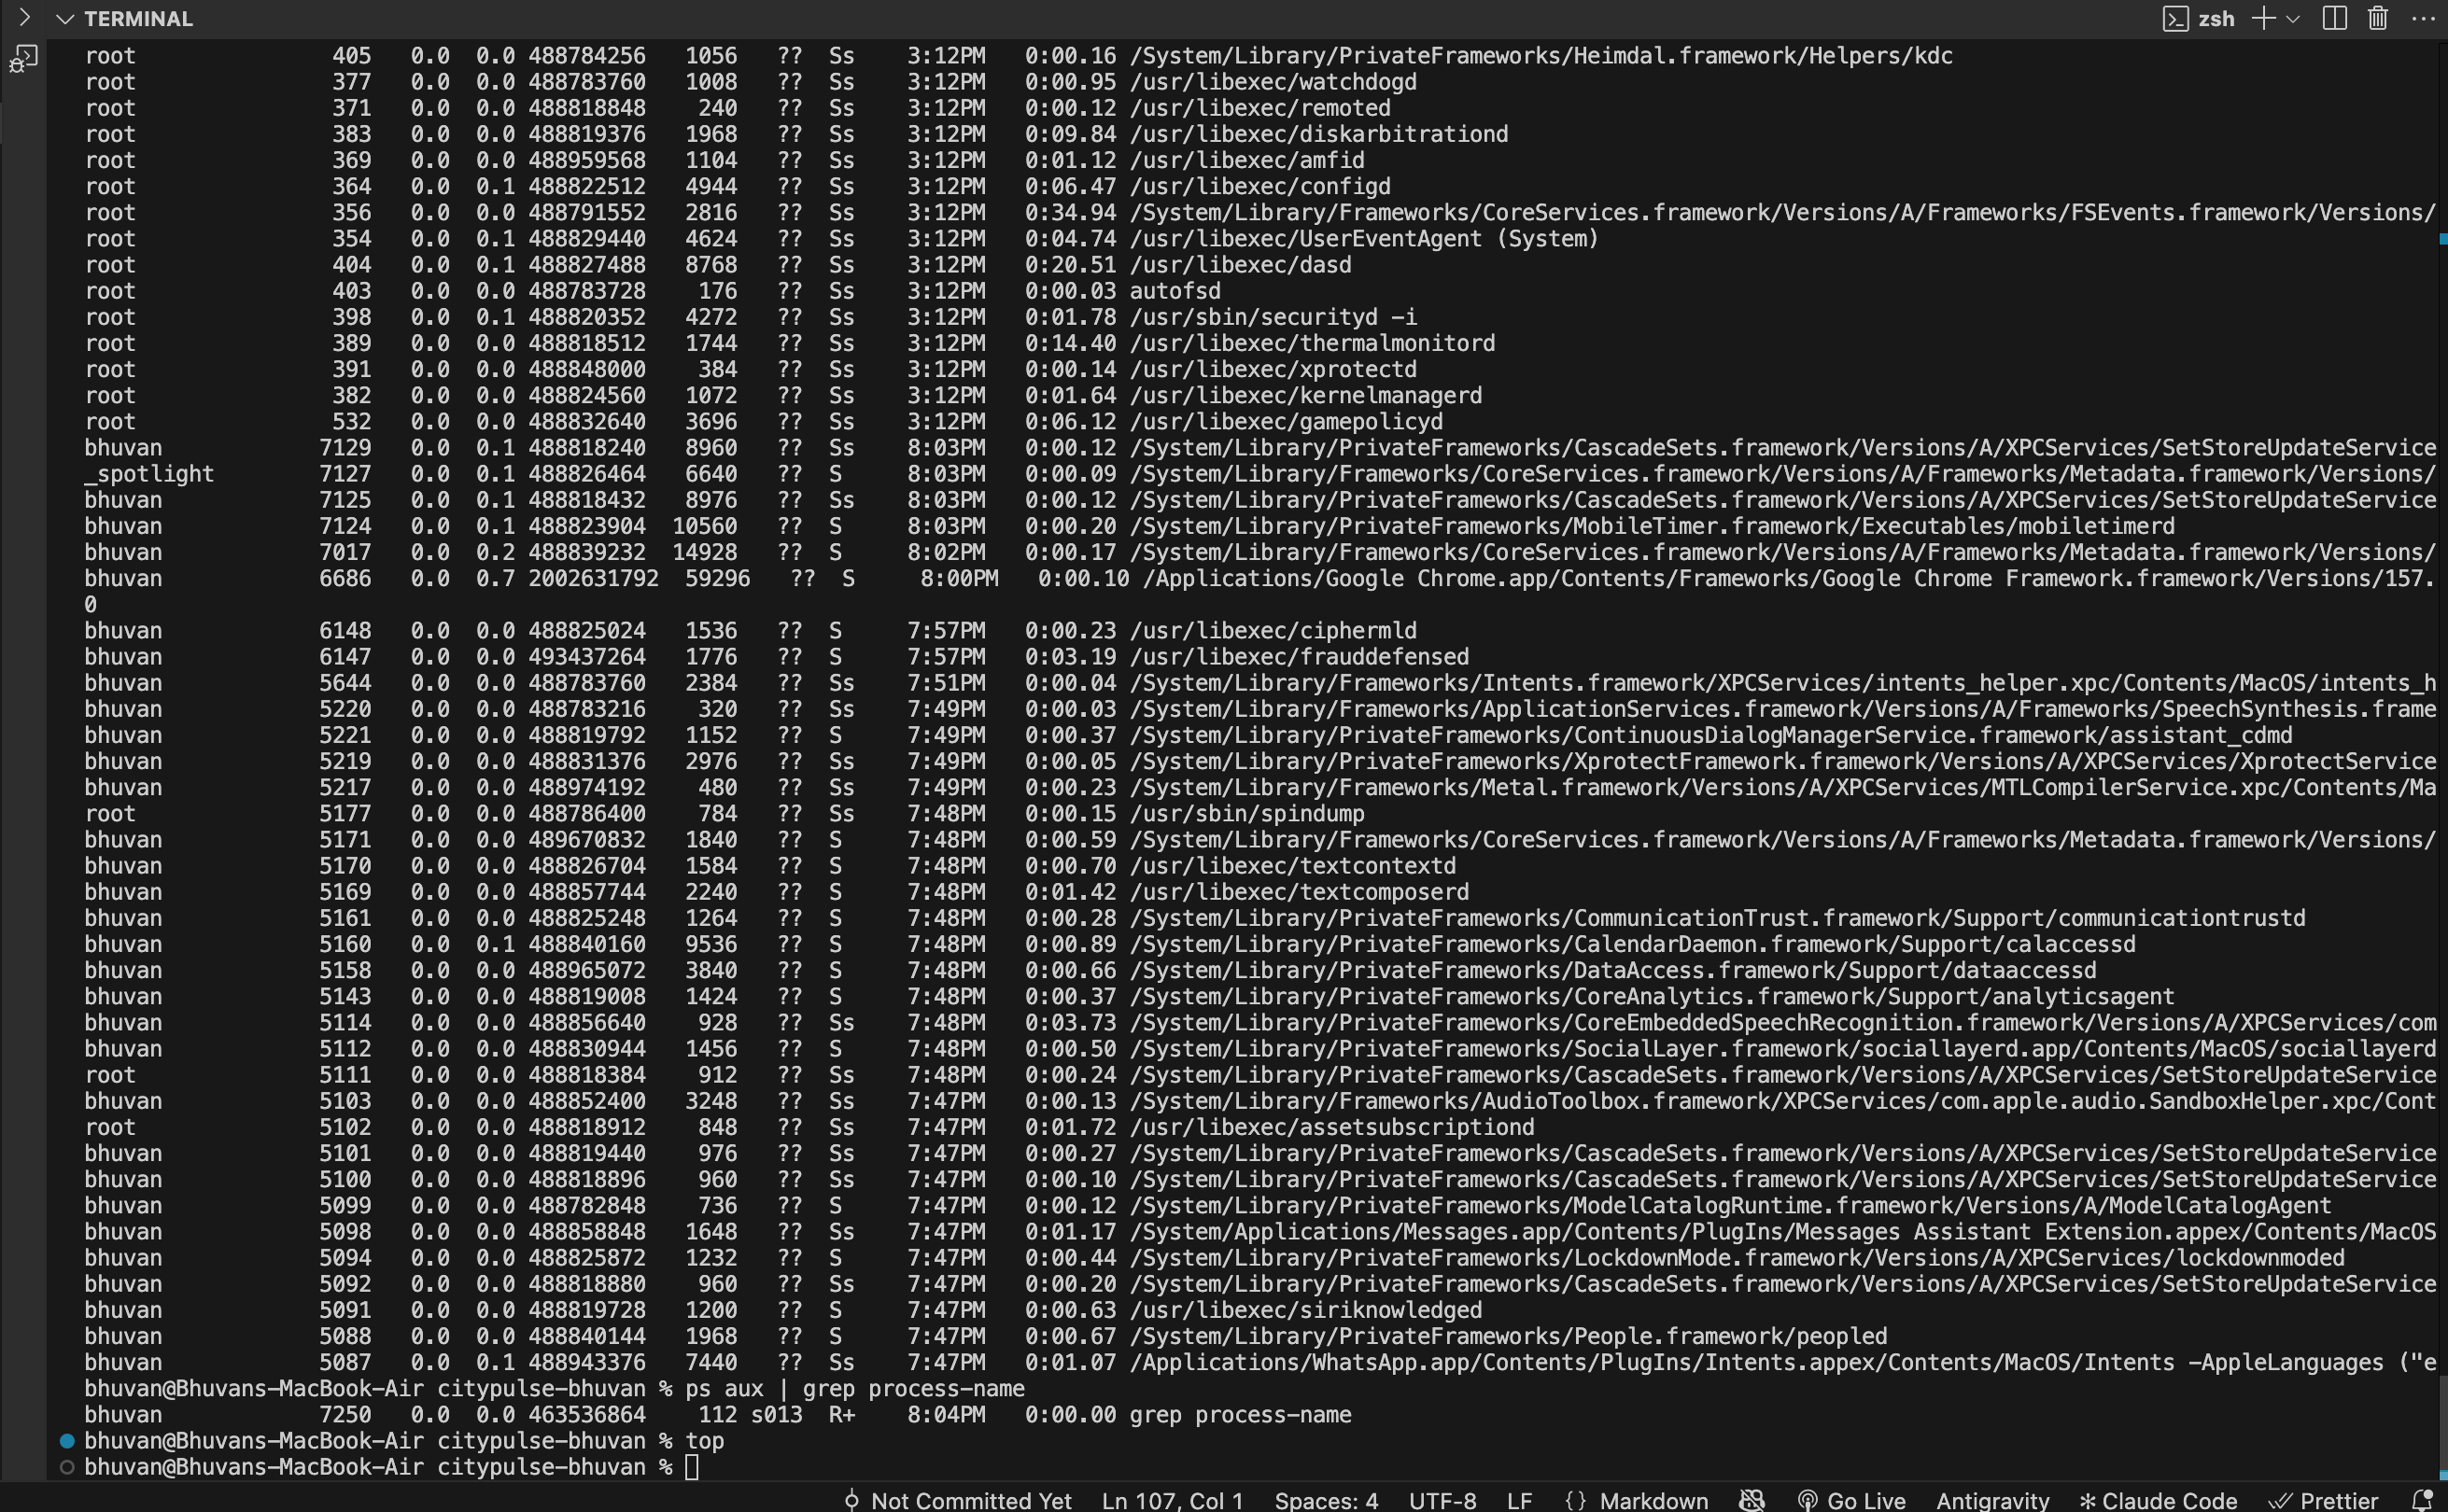 TERMINAL
zsh
root 405 0.0 0.0 488784256 1056 ?? Ss 3:12PM 0:00.16 /System/Library/PrivateFrameworks/Heimdal.framework/Helpers/kdc
root 377 0.0 0.0 488783760 1008 ?? Ss 3:12PM 0:00.95 /usr/libexec/watchdogd
root 371 0.0 0.0 488818848 240 ?? Ss 3:12PM 0:00.12 /usr/libexec/remoted
root 383 0.0 0.0 488819376 1968 ?? Ss 3:12PM 0:09.84 /usr/libexec/diskarbitrationd
root 369 0.0 0.0 488959568 1104 ?? Ss 3:12PM 0:01.12 /usr/libexec/amfid
root 364 0.0 0.1 488822512 4944 ?? Ss 3:12PM 0:06.47 /usr/libexec/configd
root 356 0.0 0.0 488791552 2816 ?? Ss 3:12PM 0:34.94 /System/Library/Frameworks/CoreServices.framework/Versions/A/Frameworks/FSEvents.framework/Versions/
root 354 0.0 0.1 488829440 4624 ?? Ss 3:12PM 0:04.74 /usr/libexec/UserEventAgent (System)
root 404 0.0 0.1 488827488 8768 ?? Ss 3:12PM 0:20.51 /usr/libexec/dasd
root 403 0.0 0.0 488783728 176 ?? Ss 3:12PM 0:00.03 autofsd
root 398 0.0 0.1 488820352 4272 ?? Ss 3:12PM 0:01.78 /usr/sbin/securityd -i
root 389 0.0 0.0 488818512 1744 ?? Ss 3:12PM 0:14.40 /usr/libexec/thermalmonitord
root 391 0.0 0.0 488848000 384 ?? Ss 3:12PM 0:00.14 /usr/libexec/xprotectd
root 382 0.0 0.0 488824560 1072 ?? Ss 3:12PM 0:01.64 /usr/libexec/kernelmanagerd
root 532 0.0 0.0 488832640 3696 ?? Ss 3:12PM 0:06.12 /usr/libexec/gamepolicyd
bhuvan 7129 0.0 0.1 488818240 8960 ?? Ss 8:03PM 0:00.12 /System/Library/PrivateFrameworks/CascadeSets.framework/Versions/A/XPCServices/SetStoreUpdateService
_spotlight 7127 0.0 0.1 488826464 6640 ?? S 8:03PM 0:00.09 /System/Library/Frameworks/CoreServices.framework/Versions/A/Frameworks/Metadata.framework/Versions/
bhuvan 7125 0.0 0.1 488818432 8976 ?? Ss 8:03PM 0:00.12 /System/Library/PrivateFrameworks/CascadeSets.framework/Versions/A/XPCServices/SetStoreUpdateService
bhuvan 7124 0.0 0.1 488823904 10560 ?? S 8:03PM 0:00.20 /System/Library/PrivateFrameworks/MobileTimer.framework/Executables/mobiletimerd
bhuvan 7017 0.0 0.2 488839232 14928 ?? S 8:02PM 0:00.17 /System/Library/Frameworks/CoreServices.framework/Versions/A/Frameworks/Metadata.framework/Versions/
bhuvan 6686 0.0 0.7 2002631792 59296 ?? S 8:00PM 0:00.10 /Applications/Google Chrome.app/Contents/Frameworks/Google Chrome Framework.framework/Versions/157.
0
bhuvan 6148 0.0 0.0 488825024 1536 ?? S 7:57PM 0:00.23 /usr/libexec/ciphermld
bhuvan 6147 0.0 0.0 493437264 1776 ?? S 7:57PM 0:03.19 /usr/libexec/frauddefensed
bhuvan 5644 0.0 0.0 488783760 2384 ?? Ss 7:51PM 0:00.04 /System/Library/Frameworks/Intents.framework/XPCServices/intents_helper.xpc/Contents/MacOS/intents_h
bhuvan 5220 0.0 0.0 488783216 320 ?? Ss 7:49PM 0:00.03 /System/Library/Frameworks/ApplicationServices.framework/Versions/A/Frameworks/SpeechSynthesis.frame
bhuvan 5221 0.0 0.0 488819792 1152 ?? S 7:49PM 0:00.37 /System/Library/PrivateFrameworks/ContinuousDialogManagerService.framework/assistant_cdmd
bhuvan 5219 0.0 0.0 488831376 2976 ?? Ss 7:49PM 0:00.05 /System/Library/PrivateFrameworks/XprotectFramework.framework/Versions/A/XPCServices/XprotectService
bhuvan 5217 0.0 0.0 488974192 480 ?? Ss 7:49PM 0:00.23 /System/Library/Frameworks/Metal.framework/Versions/A/XPCServices/MTLCompilerService.xpc/Contents/Ma
root 5177 0.0 0.0 488786400 784 ?? Ss 7:48PM 0:00.15 /usr/sbin/spindump
bhuvan 5171 0.0 0.0 489670832 1840 ?? S 7:48PM 0:00.59 /System/Library/Frameworks/CoreServices.framework/Versions/A/Frameworks/Metadata.framework/Versions/
bhuvan 5170 0.0 0.0 488826704 1584 ?? S 7:48PM 0:00.70 /usr/libexec/textcontextd
bhuvan 5169 0.0 0.0 488857744 2240 ?? S 7:48PM 0:01.42 /usr/libexec/textcomposerd
bhuvan 5161 0.0 0.0 488825248 1264 ?? S 7:48PM 0:00.28 /System/Library/PrivateFrameworks/CommunicationTrust.framework/Support/communicationtrustd
bhuvan 5160 0.0 0.1 488840160 9536 ?? S 7:48PM 0:00.89 /System/Library/PrivateFrameworks/CalendarDaemon.framework/Support/calaccessd
bhuvan 5158 0.0 0.0 488965072 3840 ?? S 7:48PM 0:00.66 /System/Library/PrivateFrameworks/DataAccess.framework/Support/dataaccessd
bhuvan 5143 0.0 0.0 488819008 1424 ?? S 7:48PM 0:00.37 /System/Library/PrivateFrameworks/CoreAnalytics.framework/Support/analyticsagent
bhuvan 5114 0.0 0.0 488856640 928 ?? Ss 7:48PM 0:03.73 /System/Library/PrivateFrameworks/CoreEmbeddedSpeechRecognition.framework/Versions/A/XPCServices/com
bhuvan 5112 0.0 0.0 488830944 1456 ?? S 7:48PM 0:00.50 /System/Library/PrivateFrameworks/SocialLayer.framework/sociallayerd.app/Contents/MacOS/sociallayerd
root 5111 0.0 0.0 488818384 912 ?? Ss 7:48PM 0:00.24 /System/Library/PrivateFrameworks/CascadeSets.framework/Versions/A/XPCServices/SetStoreUpdateService
bhuvan 5103 0.0 0.0 488852400 3248 ?? Ss 7:47PM 0:00.13 /System/Library/Frameworks/AudioToolbox.framework/XPCServices/com.apple.audio.SandboxHelper.xpc/Cont
root 5102 0.0 0.0 488818912 848 ?? Ss 7:47PM 0:01.72 /usr/libexec/assetsubscriptiond
bhuvan 5101 0.0 0.0 488819440 976 ?? Ss 7:47PM 0:00.27 /System/Library/PrivateFrameworks/CascadeSets.framework/Versions/A/XPCServices/SetStoreUpdateService
bhuvan 5100 0.0 0.0 488818896 960 ?? Ss 7:47PM 0:00.10 /System/Library/PrivateFrameworks/CascadeSets.framework/Versions/A/XPCServices/SetStoreUpdateService
bhuvan 5099 0.0 0.0 488782848 736 ?? S 7:47PM 0:00.12 /System/Library/PrivateFrameworks/ModelCatalogRuntime.framework/Versions/A/ModelCatalogAgent
bhuvan 5098 0.0 0.0 488858848 1648 ?? Ss 7:47PM 0:01.17 /System/Applications/Messages.app/Contents/PlugIns/Messages Assistant Extension.appex/Contents/MacOS
bhuvan 5094 0.0 0.0 488825872 1232 ?? S 7:47PM 0:00.44 /System/Library/PrivateFrameworks/LockdownMode.framework/Versions/A/XPCServices/lockdownmoded
bhuvan 5092 0.0 0.0 488818880 960 ?? Ss 7:47PM 0:00.20 /System/Library/PrivateFrameworks/CascadeSets.framework/Versions/A/XPCServices/SetStoreUpdateService
bhuvan 5091 0.0 0.0 488819728 1200 ?? S 7:47PM 0:00.63 /usr/libexec/siriknowledged
bhuvan 5088 0.0 0.0 488840144 1968 ?? S 7:47PM 0:00.67 /System/Library/PrivateFrameworks/People.framework/peopled
bhuvan 5087 0.0 0.1 488943376 7440 ?? Ss 7:47PM 0:01.07 /Applications/WhatsApp.app/Contents/PlugIns/Intents.appex/Contents/MacOS/Intents -AppleLanguages ("e
bhuvan@Bhuvans-MacBook-Air citypulse-bhuvan % ps aux | grep process-name
bhuvan 7250 0.0 0.0 463536864 112 s013 R+ 8:04PM 0:00.00 grep process-name
bhuvan@Bhuvans-MacBook-Air citypulse-bhuvan % top
bhuvan@Bhuvans-MacBook-Air citypulse-bhuvan %
Not Committed Yet Ln 107, Col 1 Spaces: 4 UTF-8 LF {} Markdown Go Live Antigravity Claude Code Prettier